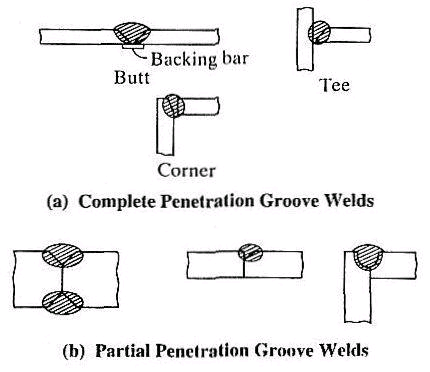 Backing bar
Butt
Tee
Corner
(a) Complete Penetration Groove Welds
(b) Partial Penetration Groove Welds